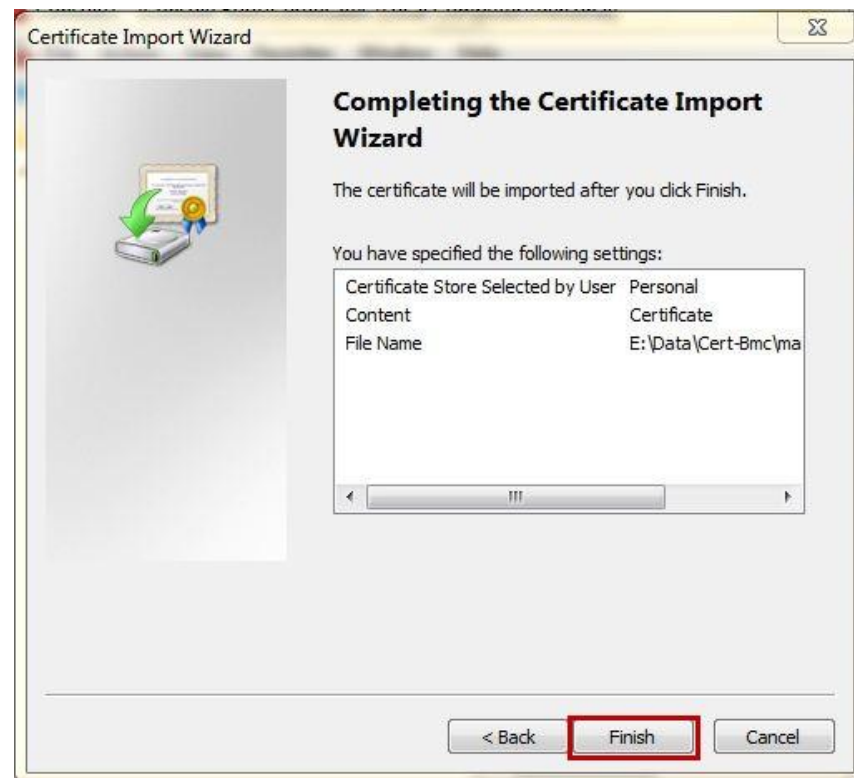 Certificate Import Wizard
Completing the Certificate Import
Wizard
The certificate will be imported after you click Finish.
You have specified the following settings:
Certificate Store Selected by User Personal
Content Certificate
File Name E:\Data\Cert-Bmc\ma
< Back Finish Cancel